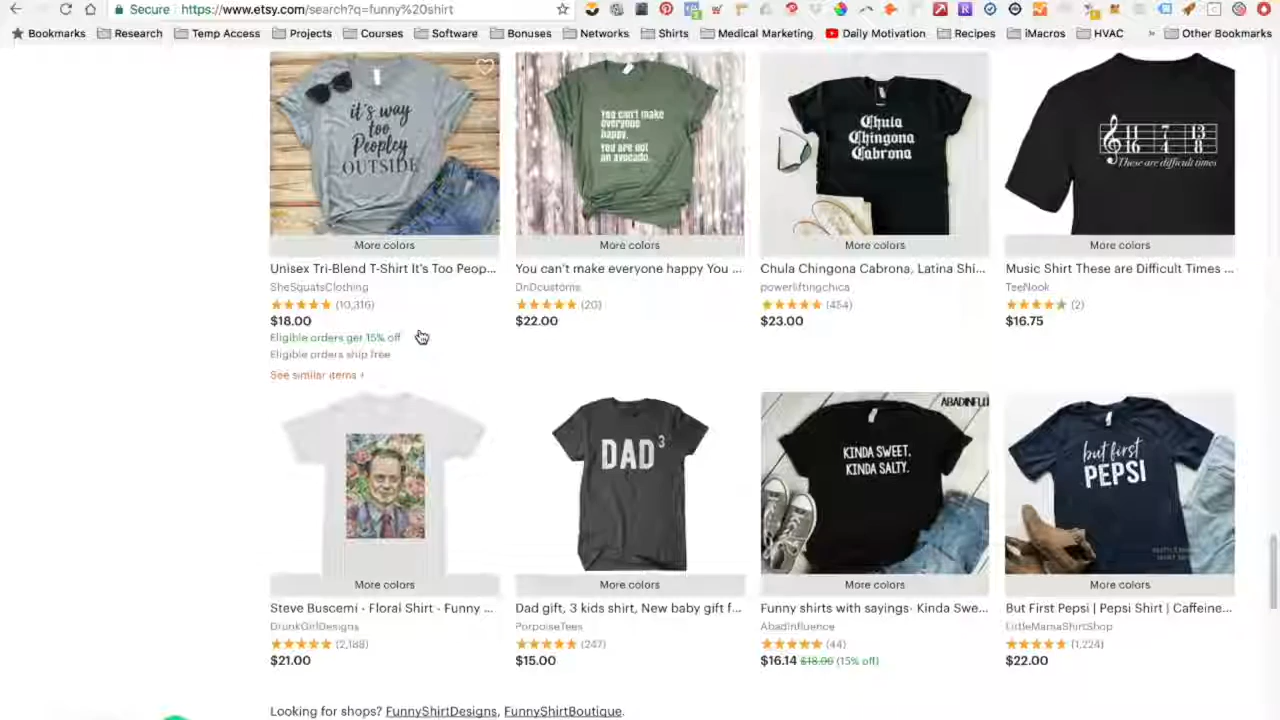 Secure
https://www.etsy.com/search?q=funny%20shirt
Bookmarks
Research
Temp Access
Projects
Courses
Software
Bonuses
Networks
Shirts
Medical Marketing
Daily Motivation
Recipes
iMacros
HVAC
»
Other Bookmarks
it's way
too
Peopley
OUTSIDE
You can't make
everyone
happy.
You are not
an avocado.
Chula
Chingona
Cabrona
11 7 13
16 4 8
These are difficult times
More colors
More colors
More colors
More colors
Unisex Tri-Blend T-Shirt It's Too Peop...
You can't make everyone happy You ...
Chula Chingona Cabrona, Latina Shi...
Music Shirt These are Difficult Times ...
SheSquatsClothing
DnDcustoms
powerliftingchica
TeeNook
(10,316)
(20)
(454)
(2)
$18.00
$22.00
$23.00
$16.75
Eligible orders get 15% off
Eligible orders ship free
See similar items +
DAD3
ABADINFLU
KINDA SWEET,
KINDA SALTY.
but first
PEPSI
More colors
More colors
More colors
More colors
Steve Buscemi - Floral Shirt - Funny ...
Dad gift, 3 kids shirt, New baby gift f...
Funny shirts with sayings- Kinda Swe...
But First Pepsi | Pepsi Shirt | Caffeine...
DrunkGirlDesigns
PorpoiseTees
AbadInfluence
LittleMamaShirtShop
(2,188)
(247)
(44)
(1,224)
$21.00
$15.00
$16.14 $18.99 (15% off)
$22.00
Looking for shops? FunnyShirtDesigns, FunnyShirtBoutique.